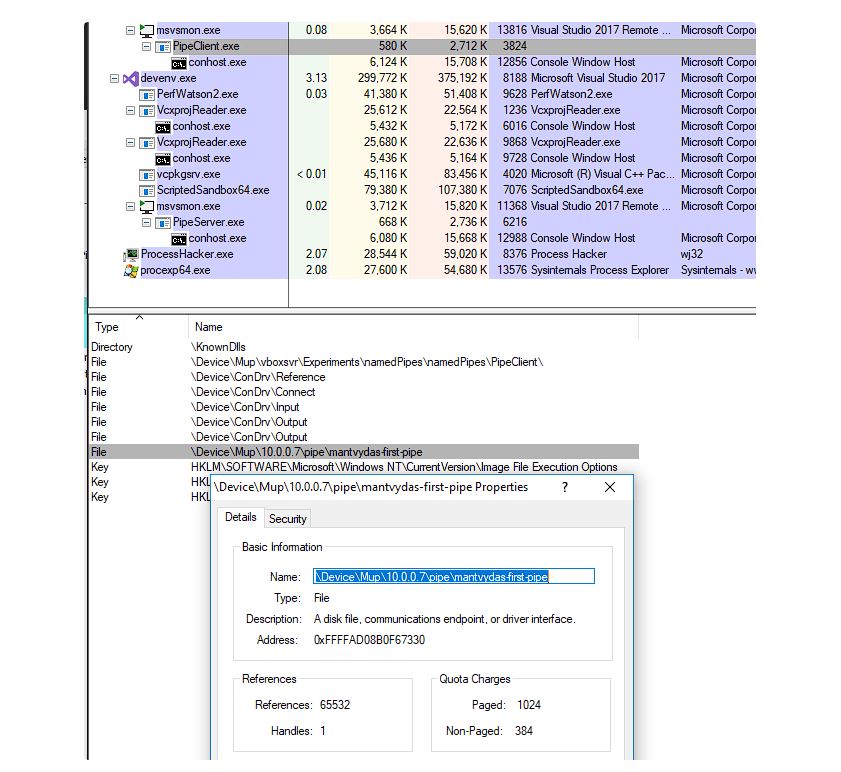 msvsmon.exe 0.08 3,664 K 15,620 K 13816 Visual Studio 2017 Remote ... Microsoft Corpor
PipeClient.exe 580 K 2,712 K 3824
conhost.exe 6,124 K 15,708 K 12856 Console Window Host Microsoft Corpor
devenv.exe 3.13 299,772 K 375,192 K 8188 Microsoft Visual Studio 2017 Microsoft Corpor
PerfWatson2.exe 0.03 41,380 K 51,408 K 9628 PerfWatson2.exe Microsoft Corpor
VcxprojReader.exe 25,612 K 22,564 K 1236 VcxprojReader.exe Microsoft Corpor
conhost.exe 5,432 K 5,172 K 6016 Console Window Host Microsoft Corpor
VcxprojReader.exe 25,680 K 22,636 K 9868 VcxprojReader.exe Microsoft Corpor
conhost.exe 5,436 K 5,164 K 9728 Console Window Host Microsoft Corpor
vcpkgsrv.exe < 0.01 45,116 K 83,456 K 4020 Microsoft (R) Visual C++ Pac... Microsoft Corpor
ScriptedSandbox64.exe 79,380 K 107,380 K 7076 ScriptedSandbox64.exe Microsoft Corpor
msvsmon.exe 0.02 3,712 K 15,820 K 11368 Visual Studio 2017 Remote ... Microsoft Corpor
PipeServer.exe 668 K 2,736 K 6216
conhost.exe 6,080 K 15,668 K 12988 Console Window Host Microsoft Corpor
ProcessHacker.exe 2.07 28,544 K 59,020 K 8376 Process Hacker wj32
procexp64.exe 2.08 27,600 K 54,680 K 13576 Sysinternals Process Explorer Sysinternals - ww
Type Name
Directory \KnownDlls
File \Device\Mup\vboxsvr\Experiments\namedPipes\namedPipes\PipeClient\
File \Device\ConDrv\Reference
File \Device\ConDrv\Connect
File \Device\ConDrv\Input
File \Device\ConDrv\Output
File \Device\ConDrv\Output
File \Device\Mup\10.0.0.7\pipe\mantvydas-first-pipe
Key HKLM\SOFTWARE\Microsoft\Windows NT\CurrentVersion\Image File Execution Options
Key HKL
Key HKL
\Device\Mup\10.0.0.7\pipe\mantvydas-first-pipe Properties ?
Details Security
Basic Information
Name: \Device\Mup\10.0.0.7\pipe\mantvydas-first-pipe
Type: File
Description: A disk file, communications endpoint, or driver interface.
Address: 0xFFFFAD08B0F67330
References Quota Charges
References: 65532 Paged: 1024
Handles: 1 Non-Paged: 384